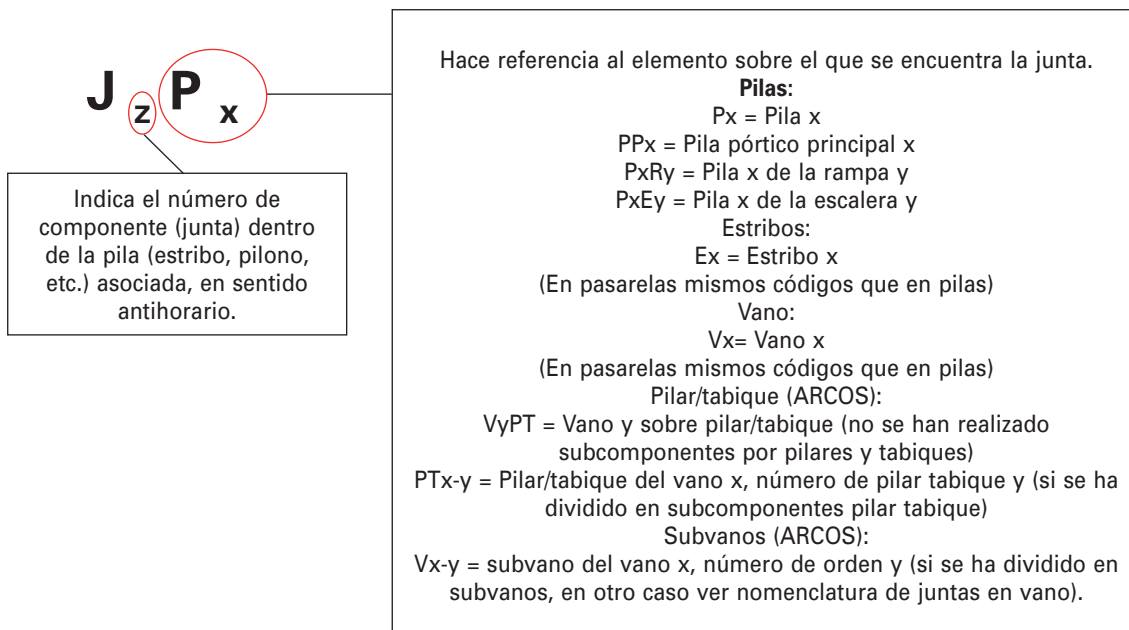 J z P x
Indica el número de
componente (junta) dentro
de la pila (estribo, pilono,
etc.) asociada, en sentido
antihorario.
Hace referencia al elemento sobre el que se encuentra la junta.
Pilas:
Px = Pila x
PPx = Pila pórtico principal x
PxRy = Pila x de la rampa y
PxEy = Pila x de la escalera y
Estribos:
Ex = Estribo x
(En pasarelas mismos códigos que en pilas)
Vano:
Vx= Vano x
(En pasarelas mismos códigos que en pilas)
Pilar/tabique (ARCOS):
VyPT = Vano y sobre pilar/tabique (no se han realizado
subcomponentes por pilares y tabiques)
PTx-y = Pilar/tabique del vano x, número de pilar tabique y (si se ha
dividido en subcomponentes pilar tabique)
Subvanos (ARCOS):
Vx-y = subvano del vano x, número de orden y (si se ha dividido en
subvanos, en otro caso ver nomenclatura de juntas en vano).